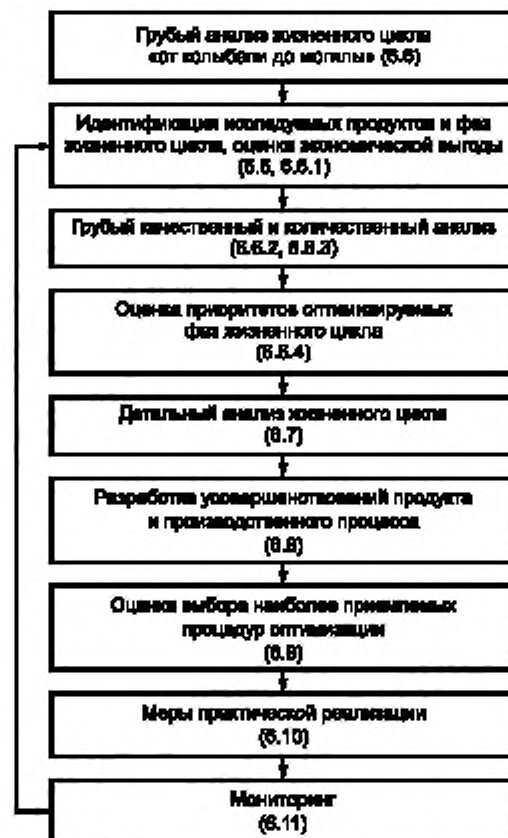 Грубый анализ жизненного цикла
«от колыбели до могилы» (6.6)
Идентификация исследуемых продуктов и фаз
жизненного цикла, оценка экономической выгоды
(6.5, 6.6.1)
Грубый качественный и количественный анализ
(6.6.2, 6.6.3)
Оценка приоритетов оптимизируемых
фаз жизненного цикла
(6.6.4)
Детальный анализ жизненного цикла
(6.7)
Разработка усовершенствований продукта
и производственного процесса
(6.8)
Оценка выбора наиболее приемлемых
процедур оптимизации
(6.9)
Меры практической реализации
(6.10)
Мониторинг
(6.11)